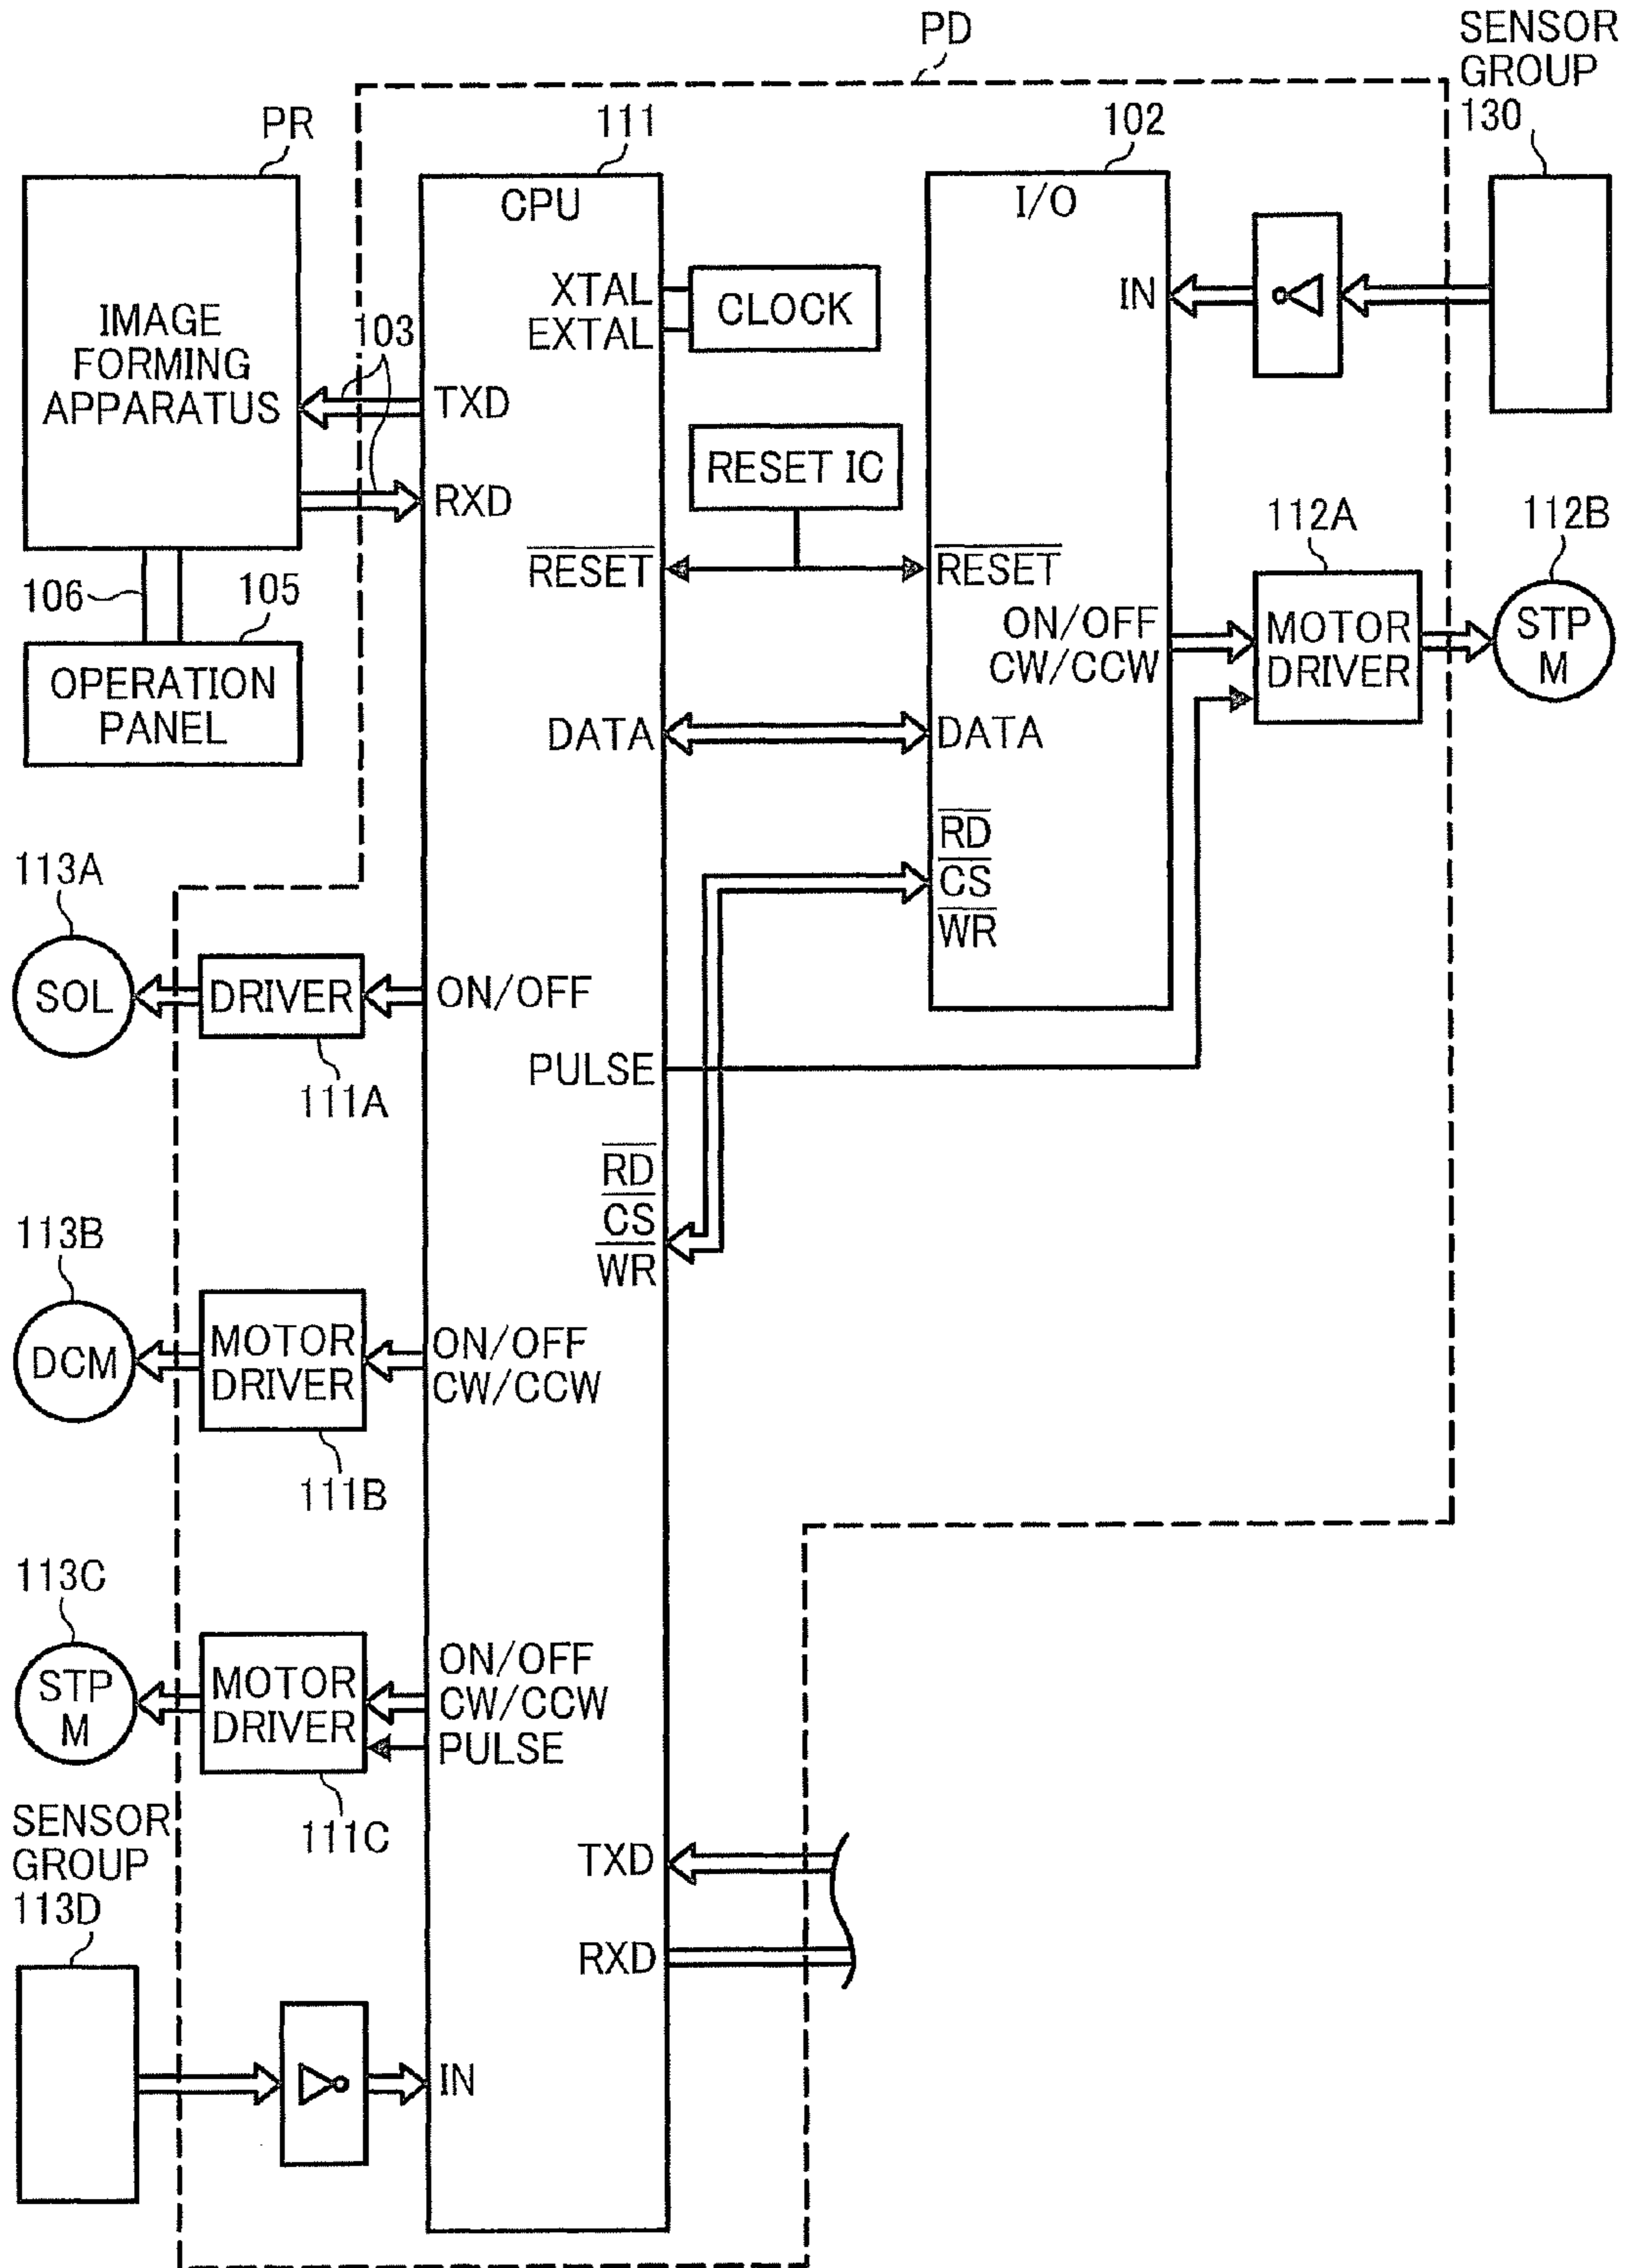 PD
SENSOR
GROUP
130
PR
111
102
CPU
I/O
IMAGE
FORMING
APPARATUS
103
XTAL
EXTAL
CLOCK
IN
TXD
RXD
RESET IC
RESET
RESET
112A
112B
ON/OFF
CW/CCW
MOTOR
DRIVER
STP
M
106
105
OPERATION
PANEL
DATA
DATA
RD
CS
WR
113A
SOL
DRIVER
ON/OFF
111A
PULSE
RD
CS
WR
113B
DCM
MOTOR
DRIVER
ON/OFF
CW/CCW
111B
113C
STP
M
MOTOR
DRIVER
ON/OFF
CW/CCW
PULSE
111C
SENSOR
GROUP
113D
TXD
RXD
IN